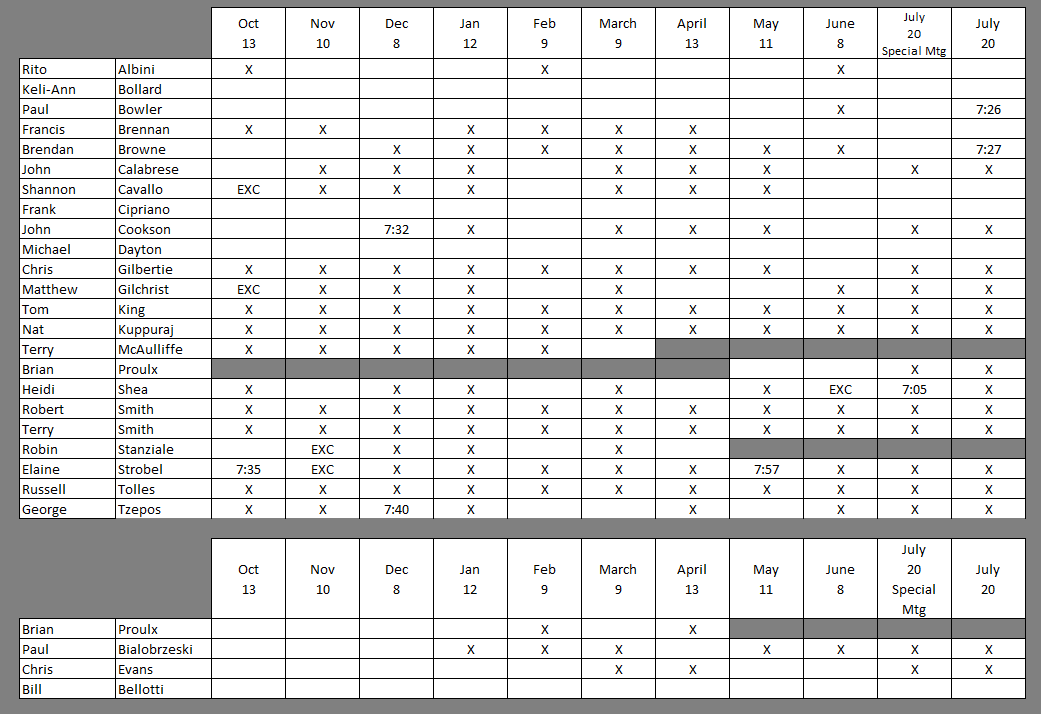 Oct Nov Dec Jan Feb March April May June July July
13 10 8 12 9 9 13 11 8 20 20
Special Mtg
Rito Albini X X X
Keli-Ann Bollard
Paul Bowler X 7:26
Francis Brennan X X X X X X
Brendan Browne X X X X X X X 7:27
John Calabrese X X X X X X X X
Shannon Cavallo EXC X X X X X X
Frank Cipriano
John Cookson 7:32 X X X X X X
Michael Dayton
Chris Gilbertie X X X X X X X X X X
Matthew Gilchrist EXC X X X X X X X
Tom King X X X X X X X X X X X
Nat Kuppuraj X X X X X X X X X X X
Terry McAulliffe X X X X X
Brian Proulx X X
Heidi Shea X X X X X EXC 7:05 X
Robert Smith X X X X X X X X X X X
Terry Smith X X X X X X X X X X X
Robin Stanziale EXC X X X
Elaine Strobel 7:35 EXC X X X X X 7:57 X X X
Russell Tolles X X X X X X X X X X X
George Tzepos X X 7:40 X X X X X
Oct Nov Dec Jan Feb March April May June July July
13 10 8 12 9 9 13 11 8 20 20
Special
Mtg
Brian Proulx X X
Paul Bialobrzeski X X X X X X X
Chris Evans X X X X
Bill Bellotti